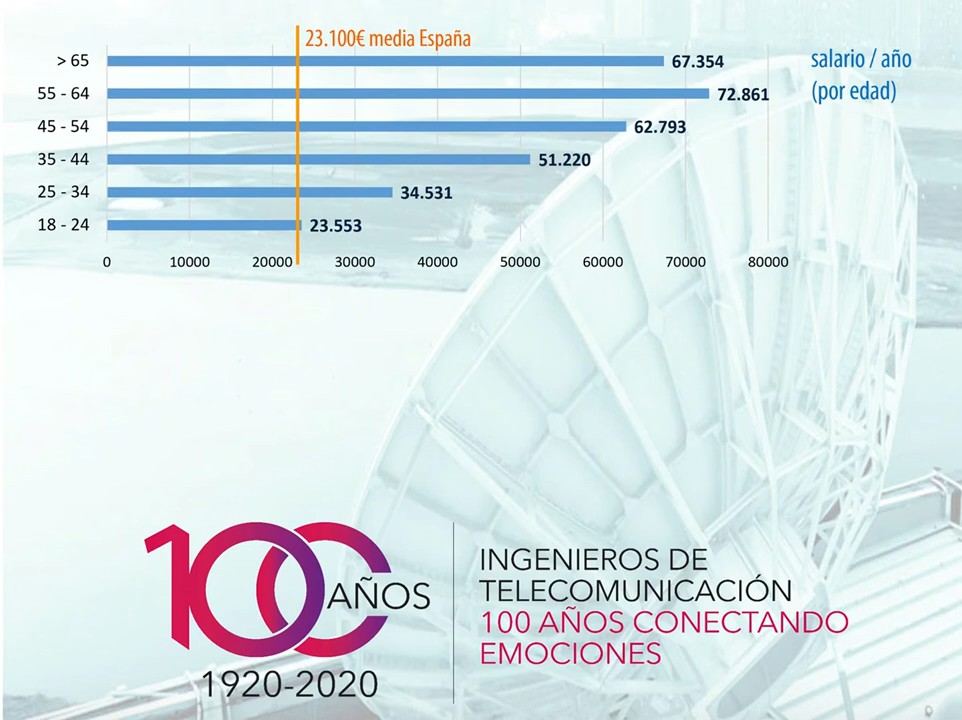 23.100€ media España
> 65
67.354
salario / año
(por edad)
55 - 64
72.861
45 - 54
62.793
35 - 44
51.220
25 - 34
34.531
18 - 24
23.553
0 10000 20000 30000 40000 50000 60000 70000 80000
100 AÑOS
1920-2020
INGENIEROS DE
TELECOMUNICACIÓN
100 AÑOS CONECTANDO
EMOCIONES